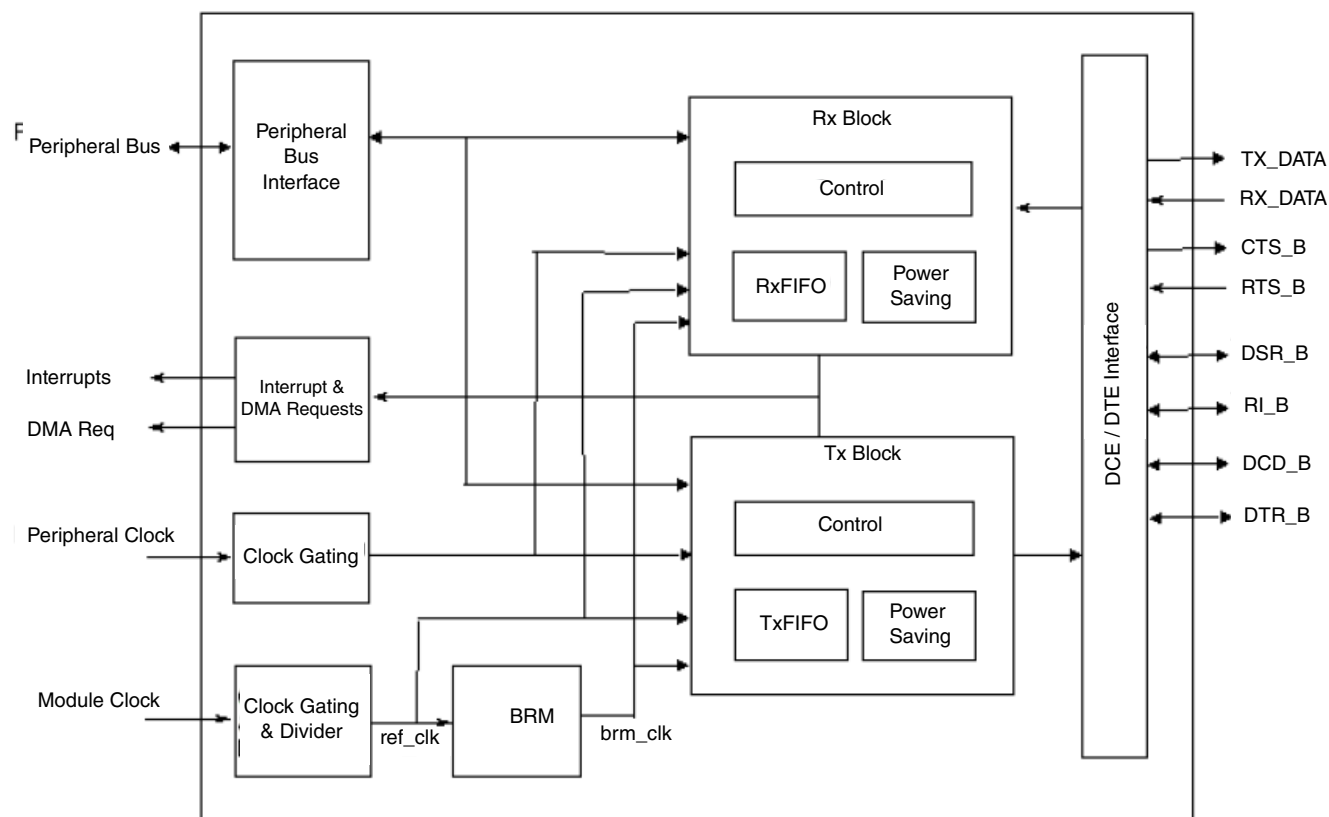 F
Peripheral Bus
Peripheral
Bus
Interface
Rx Block
Control
RxFIFO
Power
Saving
Interrupts
DMA Req
Interrupt &
DMA Requests
Tx Block
Control
TxFIFO
Power
Saving
Peripheral Clock
Clock Gating
Module Clock
Clock Gating
& Divider
ref_clk
BRM
brm_clk
DCE / DTE Interface
TX_DATA
RX_DATA
CTS_B
RTS_B
DSR_B
RI_B
DCD_B
DTR_B